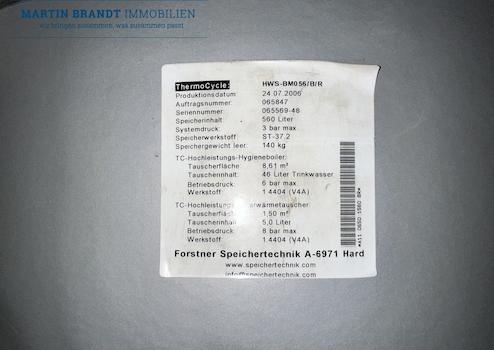 MARTIN BRANDT IMMOBILIEN
wir bringen zusammen, was zusammen passt
ThermoCycle: HWS-BM056/B/R
Produktionsdatum: 24.07.2006
Auftragsnummer: 065847
Seriennummer: 065569-48
Speicherinhalt: 560 Liter
Systemdruck: 3 bar max
Speicherwerkstoff: ST-37.2
Speichergewicht leer: 140 kg
TC-Hochleistungs-Hygieneboiler:
Tauscherfläche: 8,61 m²
Tauscherinhalt: 46 Liter Trinkwasser
Betriebsdruck: 6 bar max
Werkstoff: 1.4404 (V4A)
TC-Hochleistungs
Tauscherfläche: 1,50 m²
Tauscherinhalt: 5,0 Liter
Betriebsdruck: 8 bar max
Werkstoff 1.4404 (V4A)
Forstner Speichertechnik A-6971 Hard
www.speichertechnik.com
info@speichertechnik.com